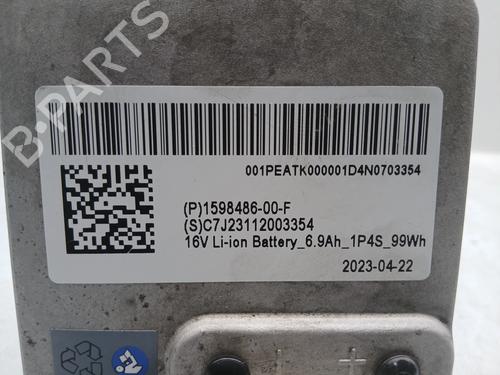 B-PARTS
001PEATK000001D4N0703354
(P)1598486-00-F
(S)C7J23112003354
16V Li-ion Battery_6.9Ah_1P4S_99Wh
2023-04-22